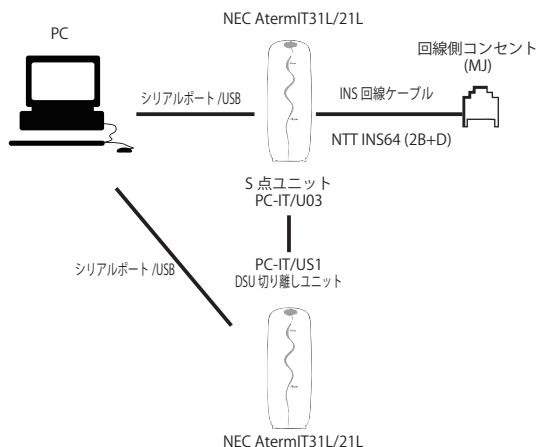 NEC AtermIT31L/21L
PC
回線側コンセント
(MJ)
シリアルポート /USB
INS 回線ケーブル
NTT INS64 (2B+D)
S 点ユニット
PC-IT/U03
シリアルポート /USB
PC-IT/US1
DSU 切り離しユニット
NEC AtermIT31L/21L